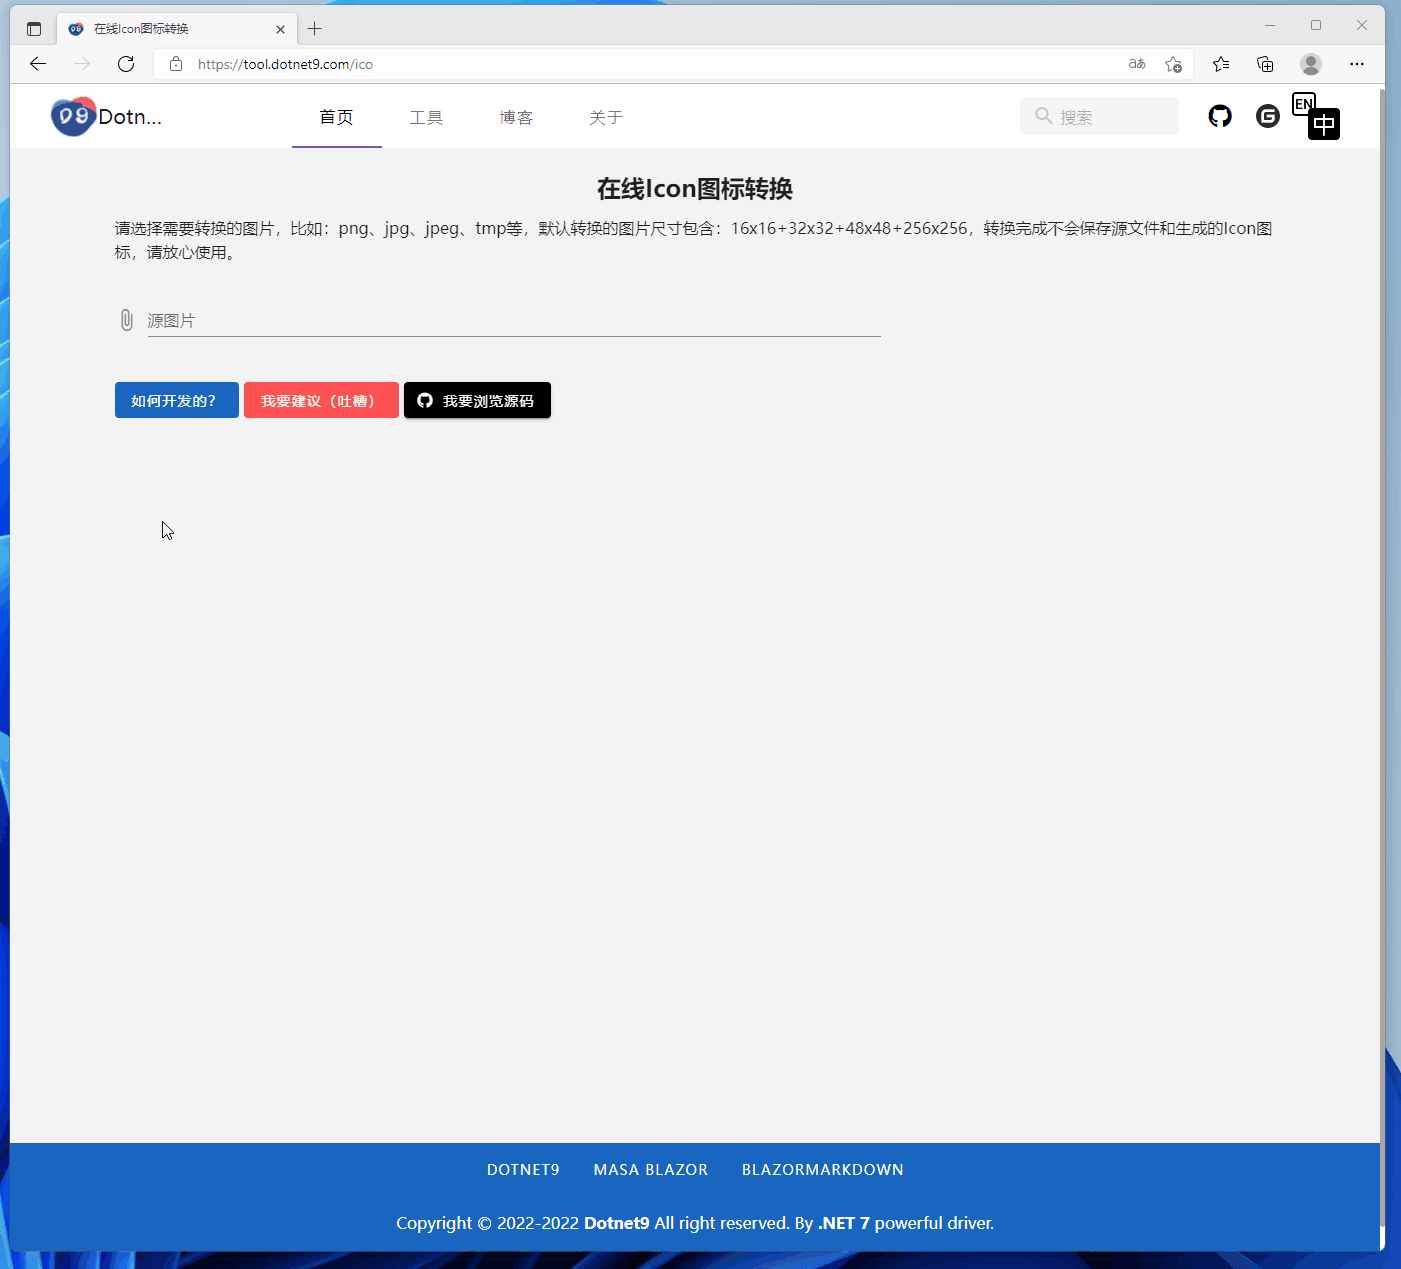 在线Icon图标转换
https://tool.dotnet9.com/ico
aあ
D9 Dotn...
首页 工具 博客 关于
搜索
EN 中
在线Icon图标转换
请选择需要转换的图片，比如：png、jpg、jpeg、tmp等，默认转换的图片尺寸包含：16x16+32x32+48x48+256x256，转换完成不会保存源文件和生成的Icon图
标，请放心使用。
源图片
如何开发的？ 我要建议（吐槽） 我要浏览源码
DOTNET9 MASA BLAZOR BLAZORMARKDOWN
Copyright © 2022-2022 Dotnet9 All right reserved. By .NET 7 powerful driver.